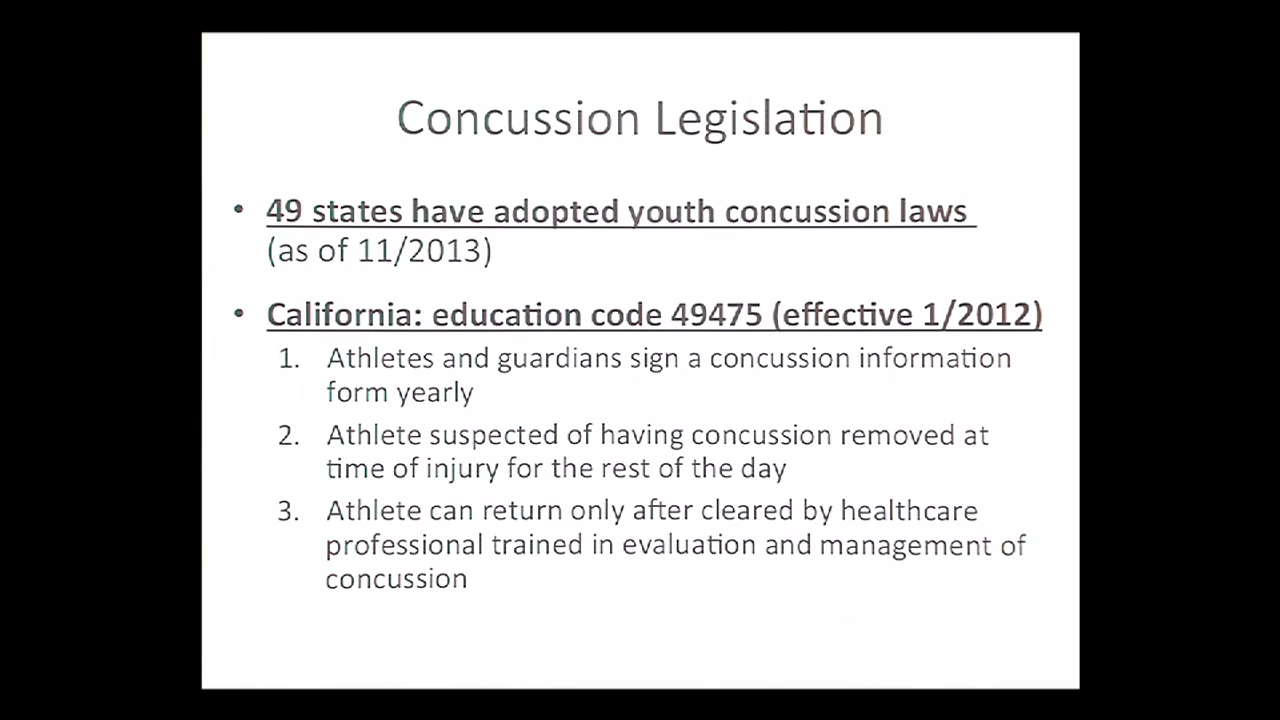 Concussion Legislation
• 49 states have adopted youth concussion laws
(as of 11/2013)
• California: education code 49475 (effective 1/2012)
1. Athletes and guardians sign a concussion information
form yearly
2. Athlete suspected of having concussion removed at
time of injury for the rest of the day
3. Athlete can return only after cleared by healthcare
professional trained in evaluation and management of
concussion